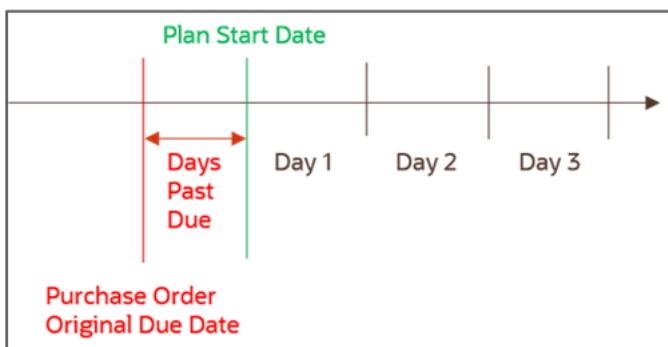 Plan Start Date
Days
Past
Due
Day 1
Day 2
Day 3
Purchase Order
Original Due Date